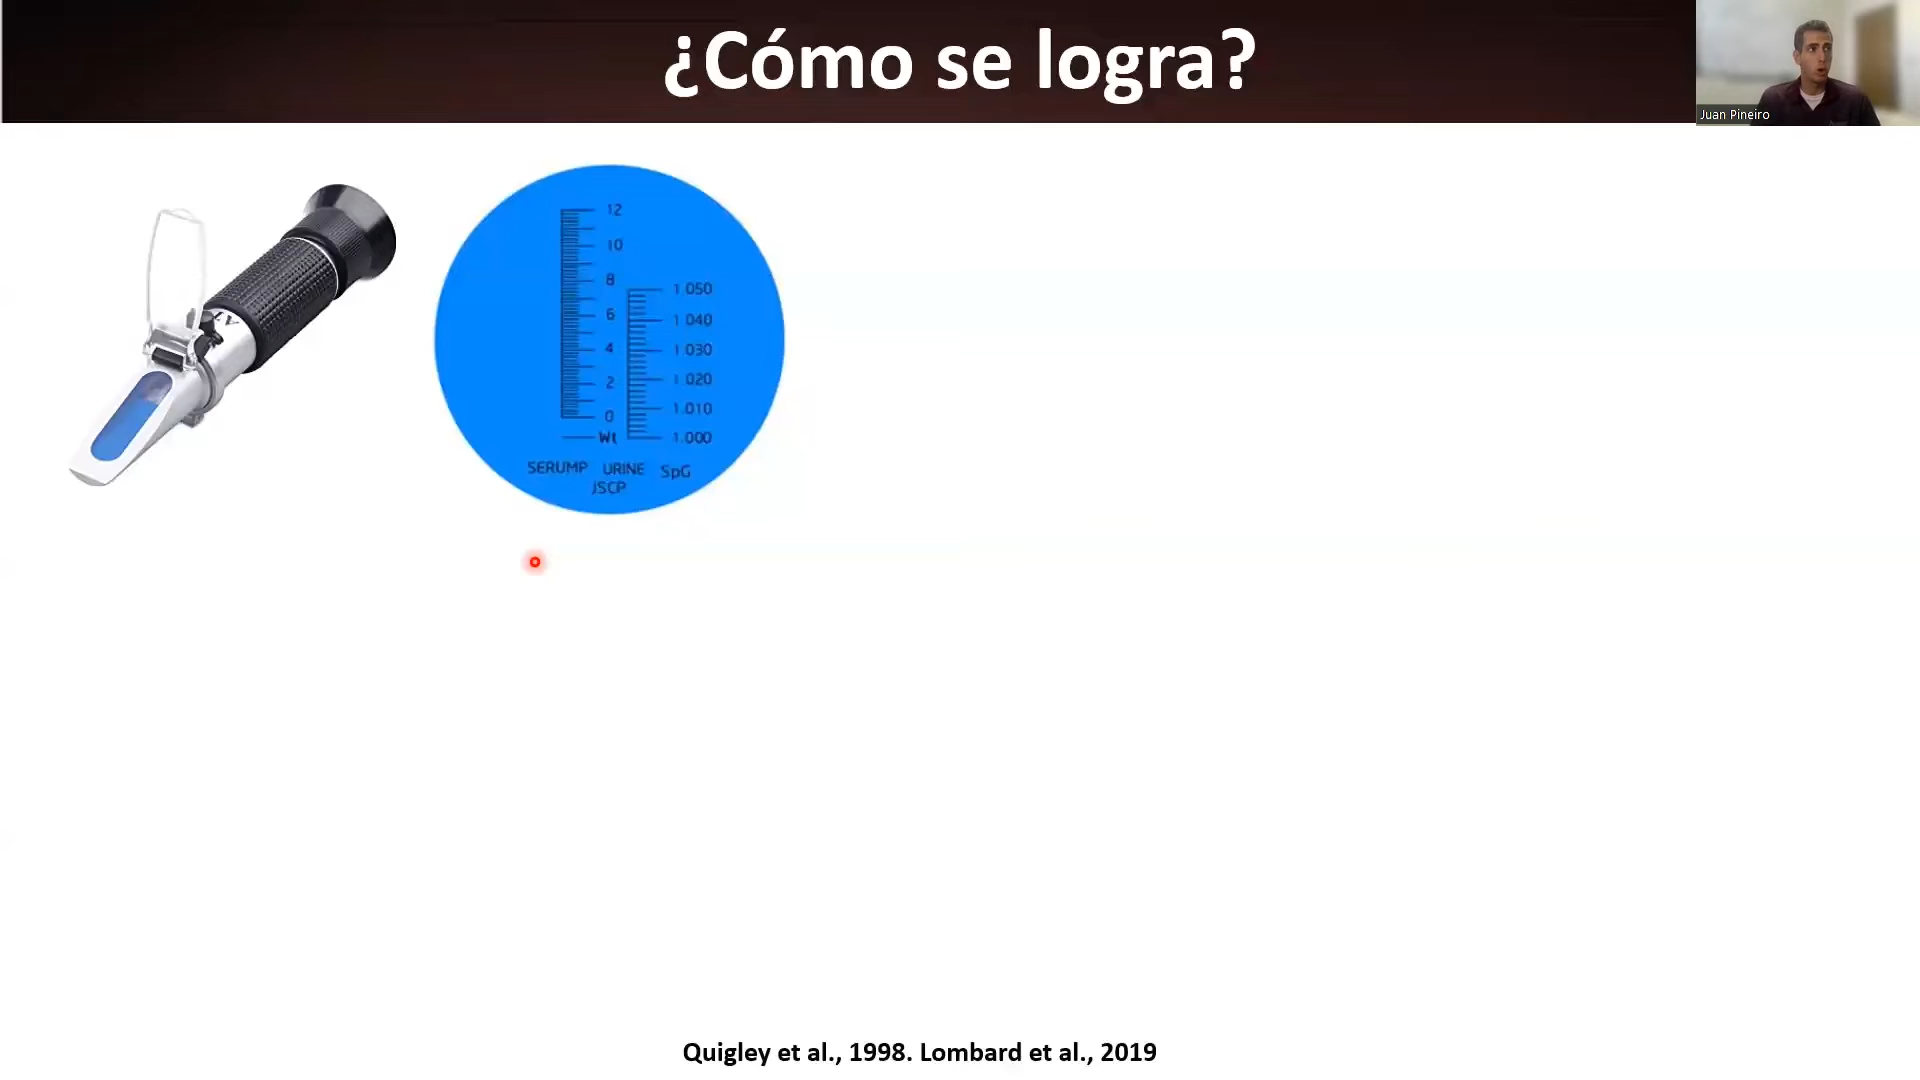 ¿Cómo se logra?
Juan Pineiro
12
10
8
6
4
2
0
Wt
1.050
1.040
1.030
1.020
1.010
1.000
SERUMP URINE SpG
JSCP
Quigley et al., 1998. Lombard et al., 2019